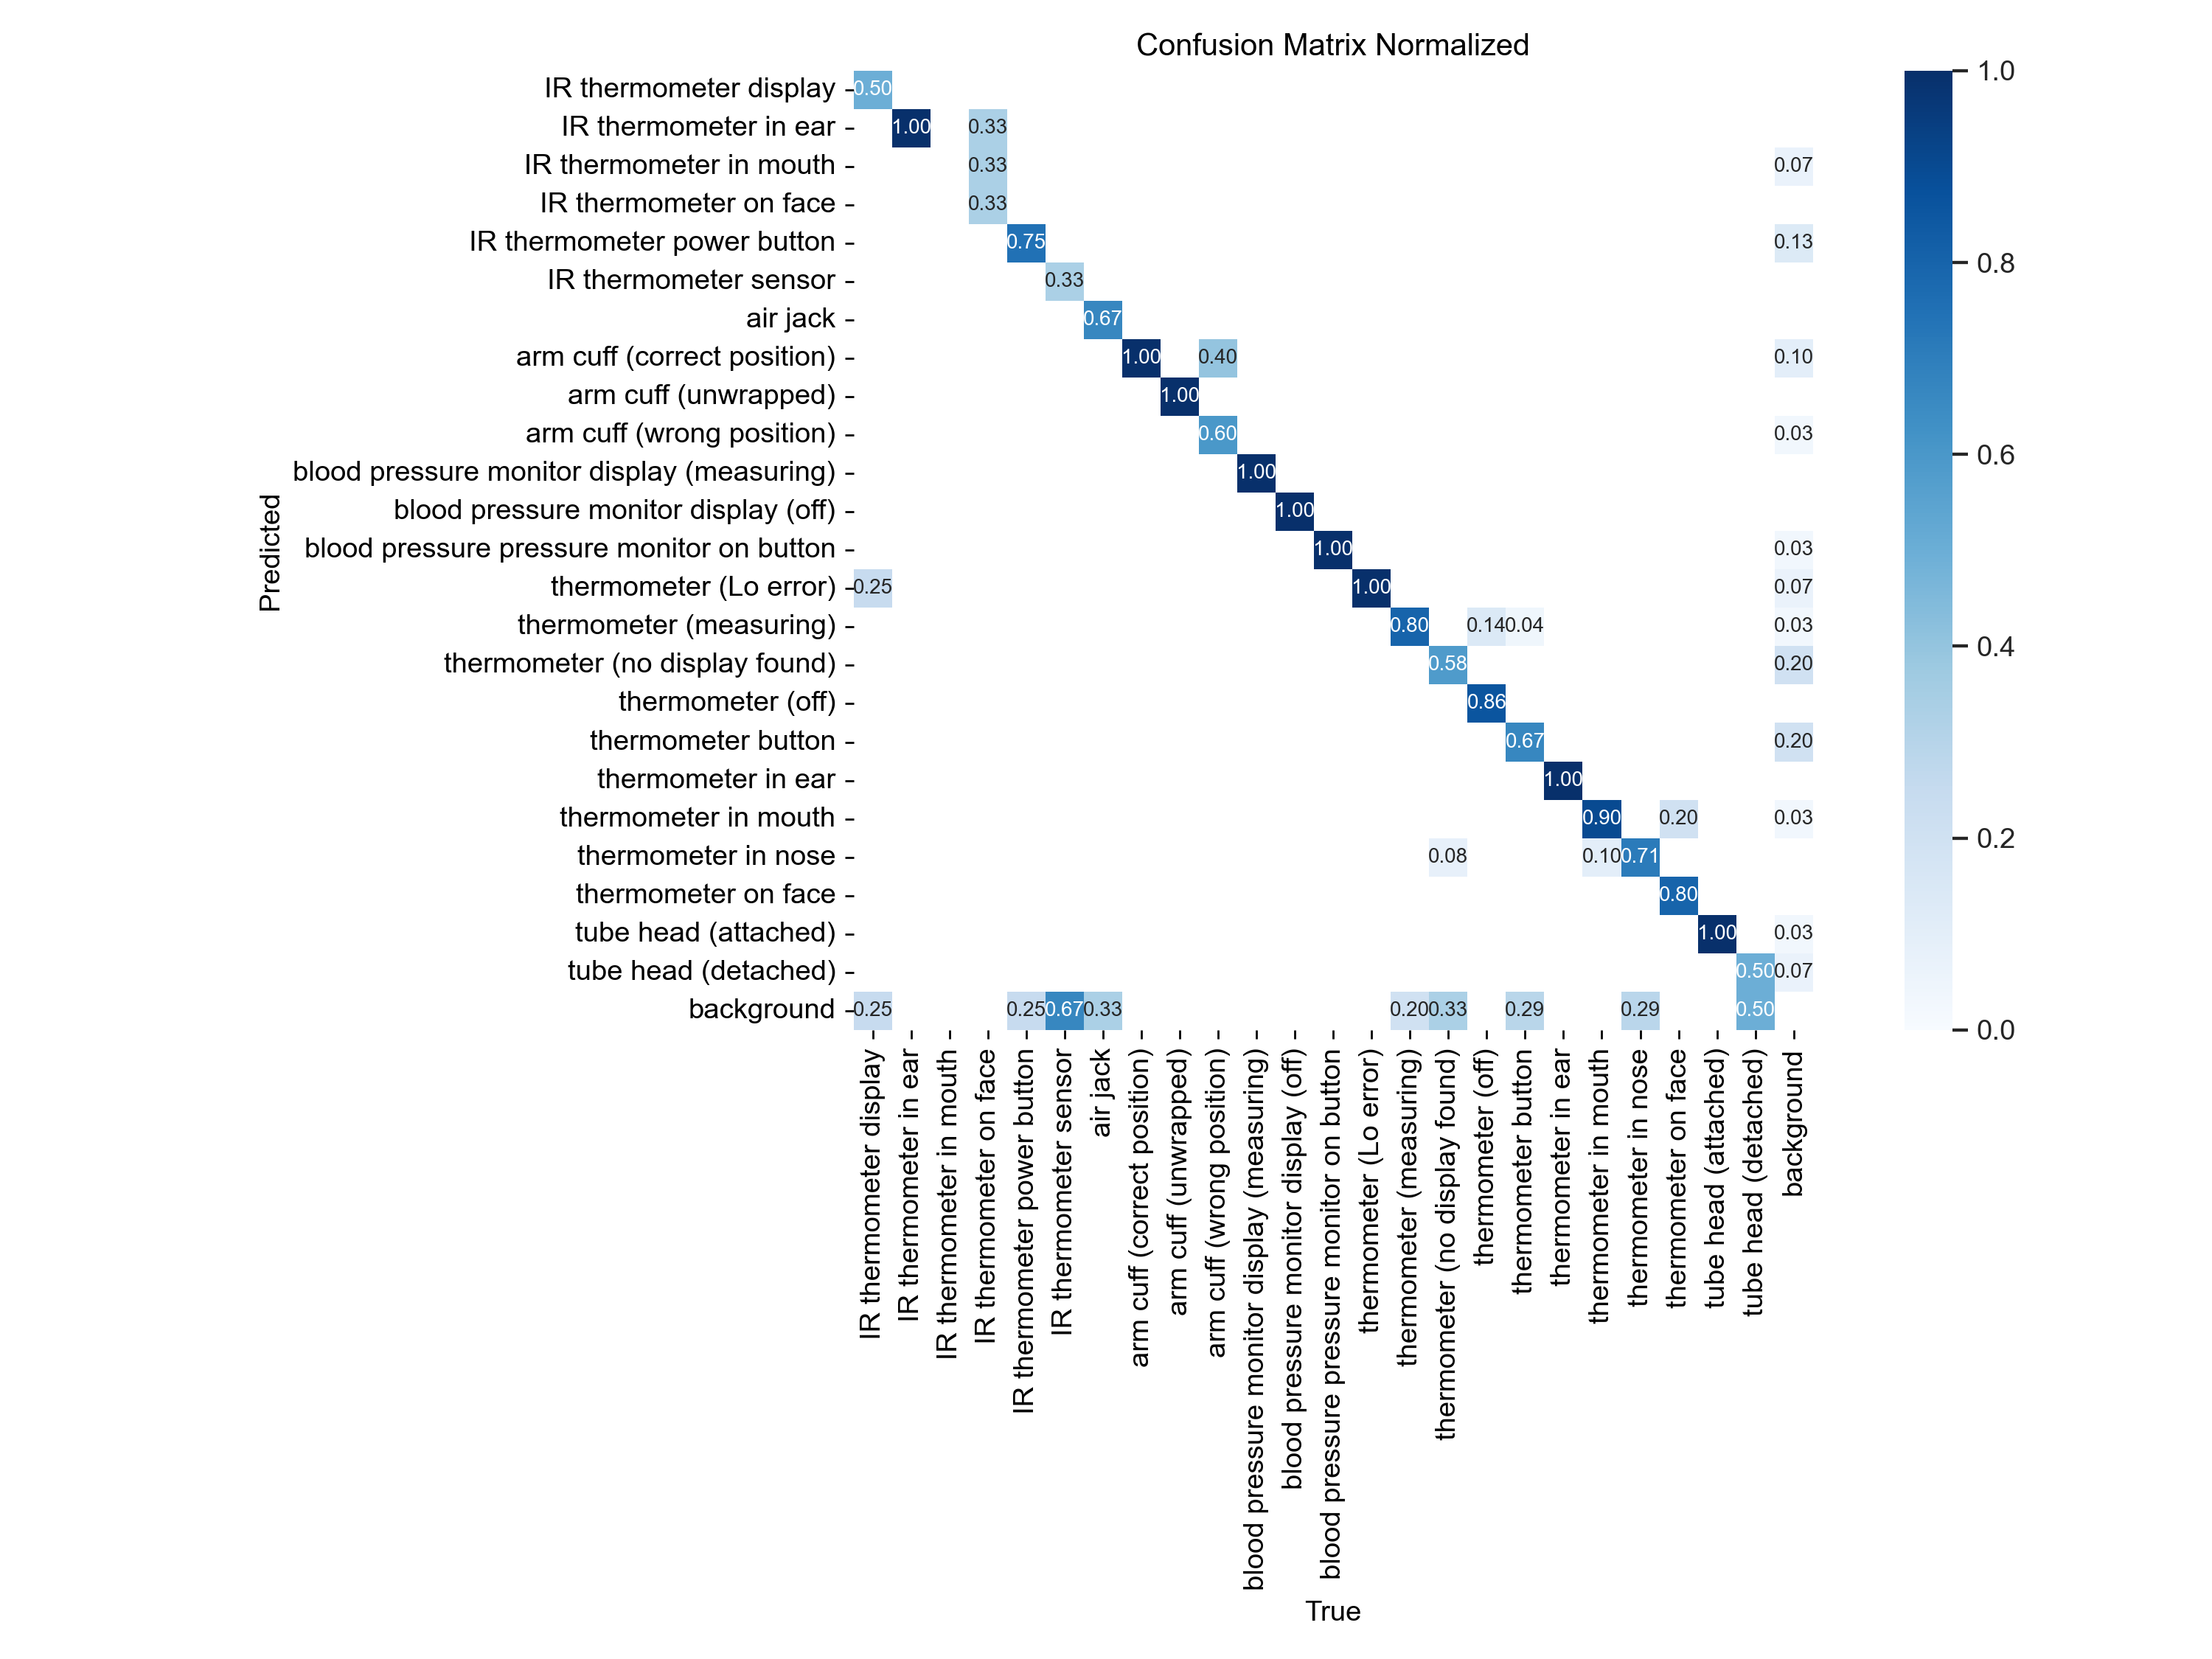 Confusion Matrix Normalized
IR thermometer display 0.50
IR thermometer in ear 1.00 0.33
IR thermometer in mouth 0.33 0.07
IR thermometer on face 0.33
IR thermometer power button 0.75 0.13
IR thermometer sensor 0.33
air jack 0.67
arm cuff (correct position) 1.00 0.40 0.10
arm cuff (unwrapped) 1.00
arm cuff (wrong position) 0.60 0.03
blood pressure monitor display (measuring) 1.00
blood pressure monitor display (off) 1.00
blood pressure pressure monitor on button 1.00 0.03
thermometer (Lo error) 0.25 1.00 0.07
thermometer (measuring) 0.80 0.14 0.04 0.03
thermometer (no display found) 0.58 0.20
thermometer (off) 0.86
thermometer button 0.67 0.20
thermometer in ear 1.00
thermometer in mouth 0.90 0.20 0.03
thermometer in nose 0.08 0.10 0.71
thermometer on face 0.80
tube head (attached) 1.00 0.03
tube head (detached) 0.50 0.07
background 0.25 0.25 0.67 0.33 0.20 0.33 0.29 0.29 0.50
Predicted
IR thermometer display
IR thermometer in ear
IR thermometer in mouth
IR thermometer on face
IR thermometer power button
IR thermometer sensor
air jack
arm cuff (correct position)
arm cuff (unwrapped)
arm cuff (wrong position)
blood pressure monitor display (measuring)
blood pressure monitor display (off)
blood pressure pressure monitor on button
thermometer (Lo error)
thermometer (measuring)
thermometer (no display found)
thermometer (off)
thermometer button
thermometer in ear
thermometer in mouth
thermometer in nose
thermometer on face
tube head (attached)
tube head (detached)
background
True
1.0
0.8
0.6
0.4
0.2
0.0